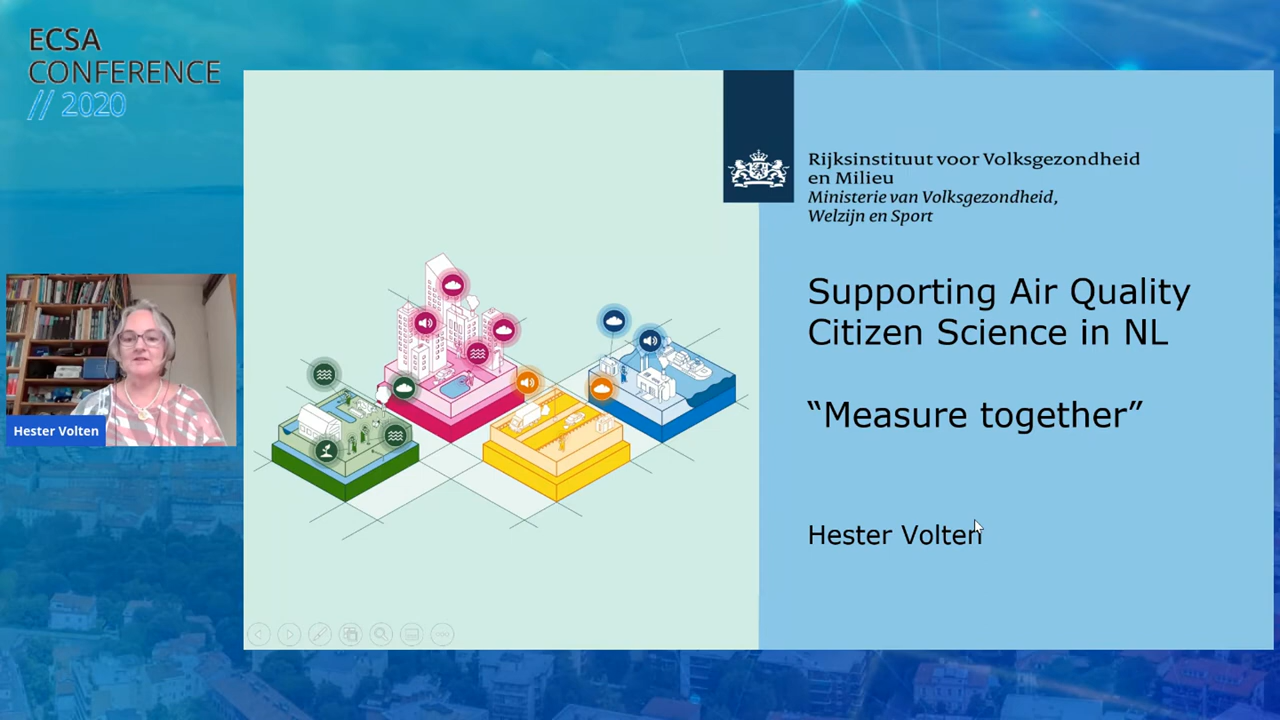 ECSA
CONFERENCE
// 2020
Rijksinstituut voor Volksgezondheid
en Milieu
Ministerie van Volksgezondheid,
Welzijn en Sport
Supporting Air Quality
Citizen Science in NL
“Measure together”
Hester Volten
Hester Volten